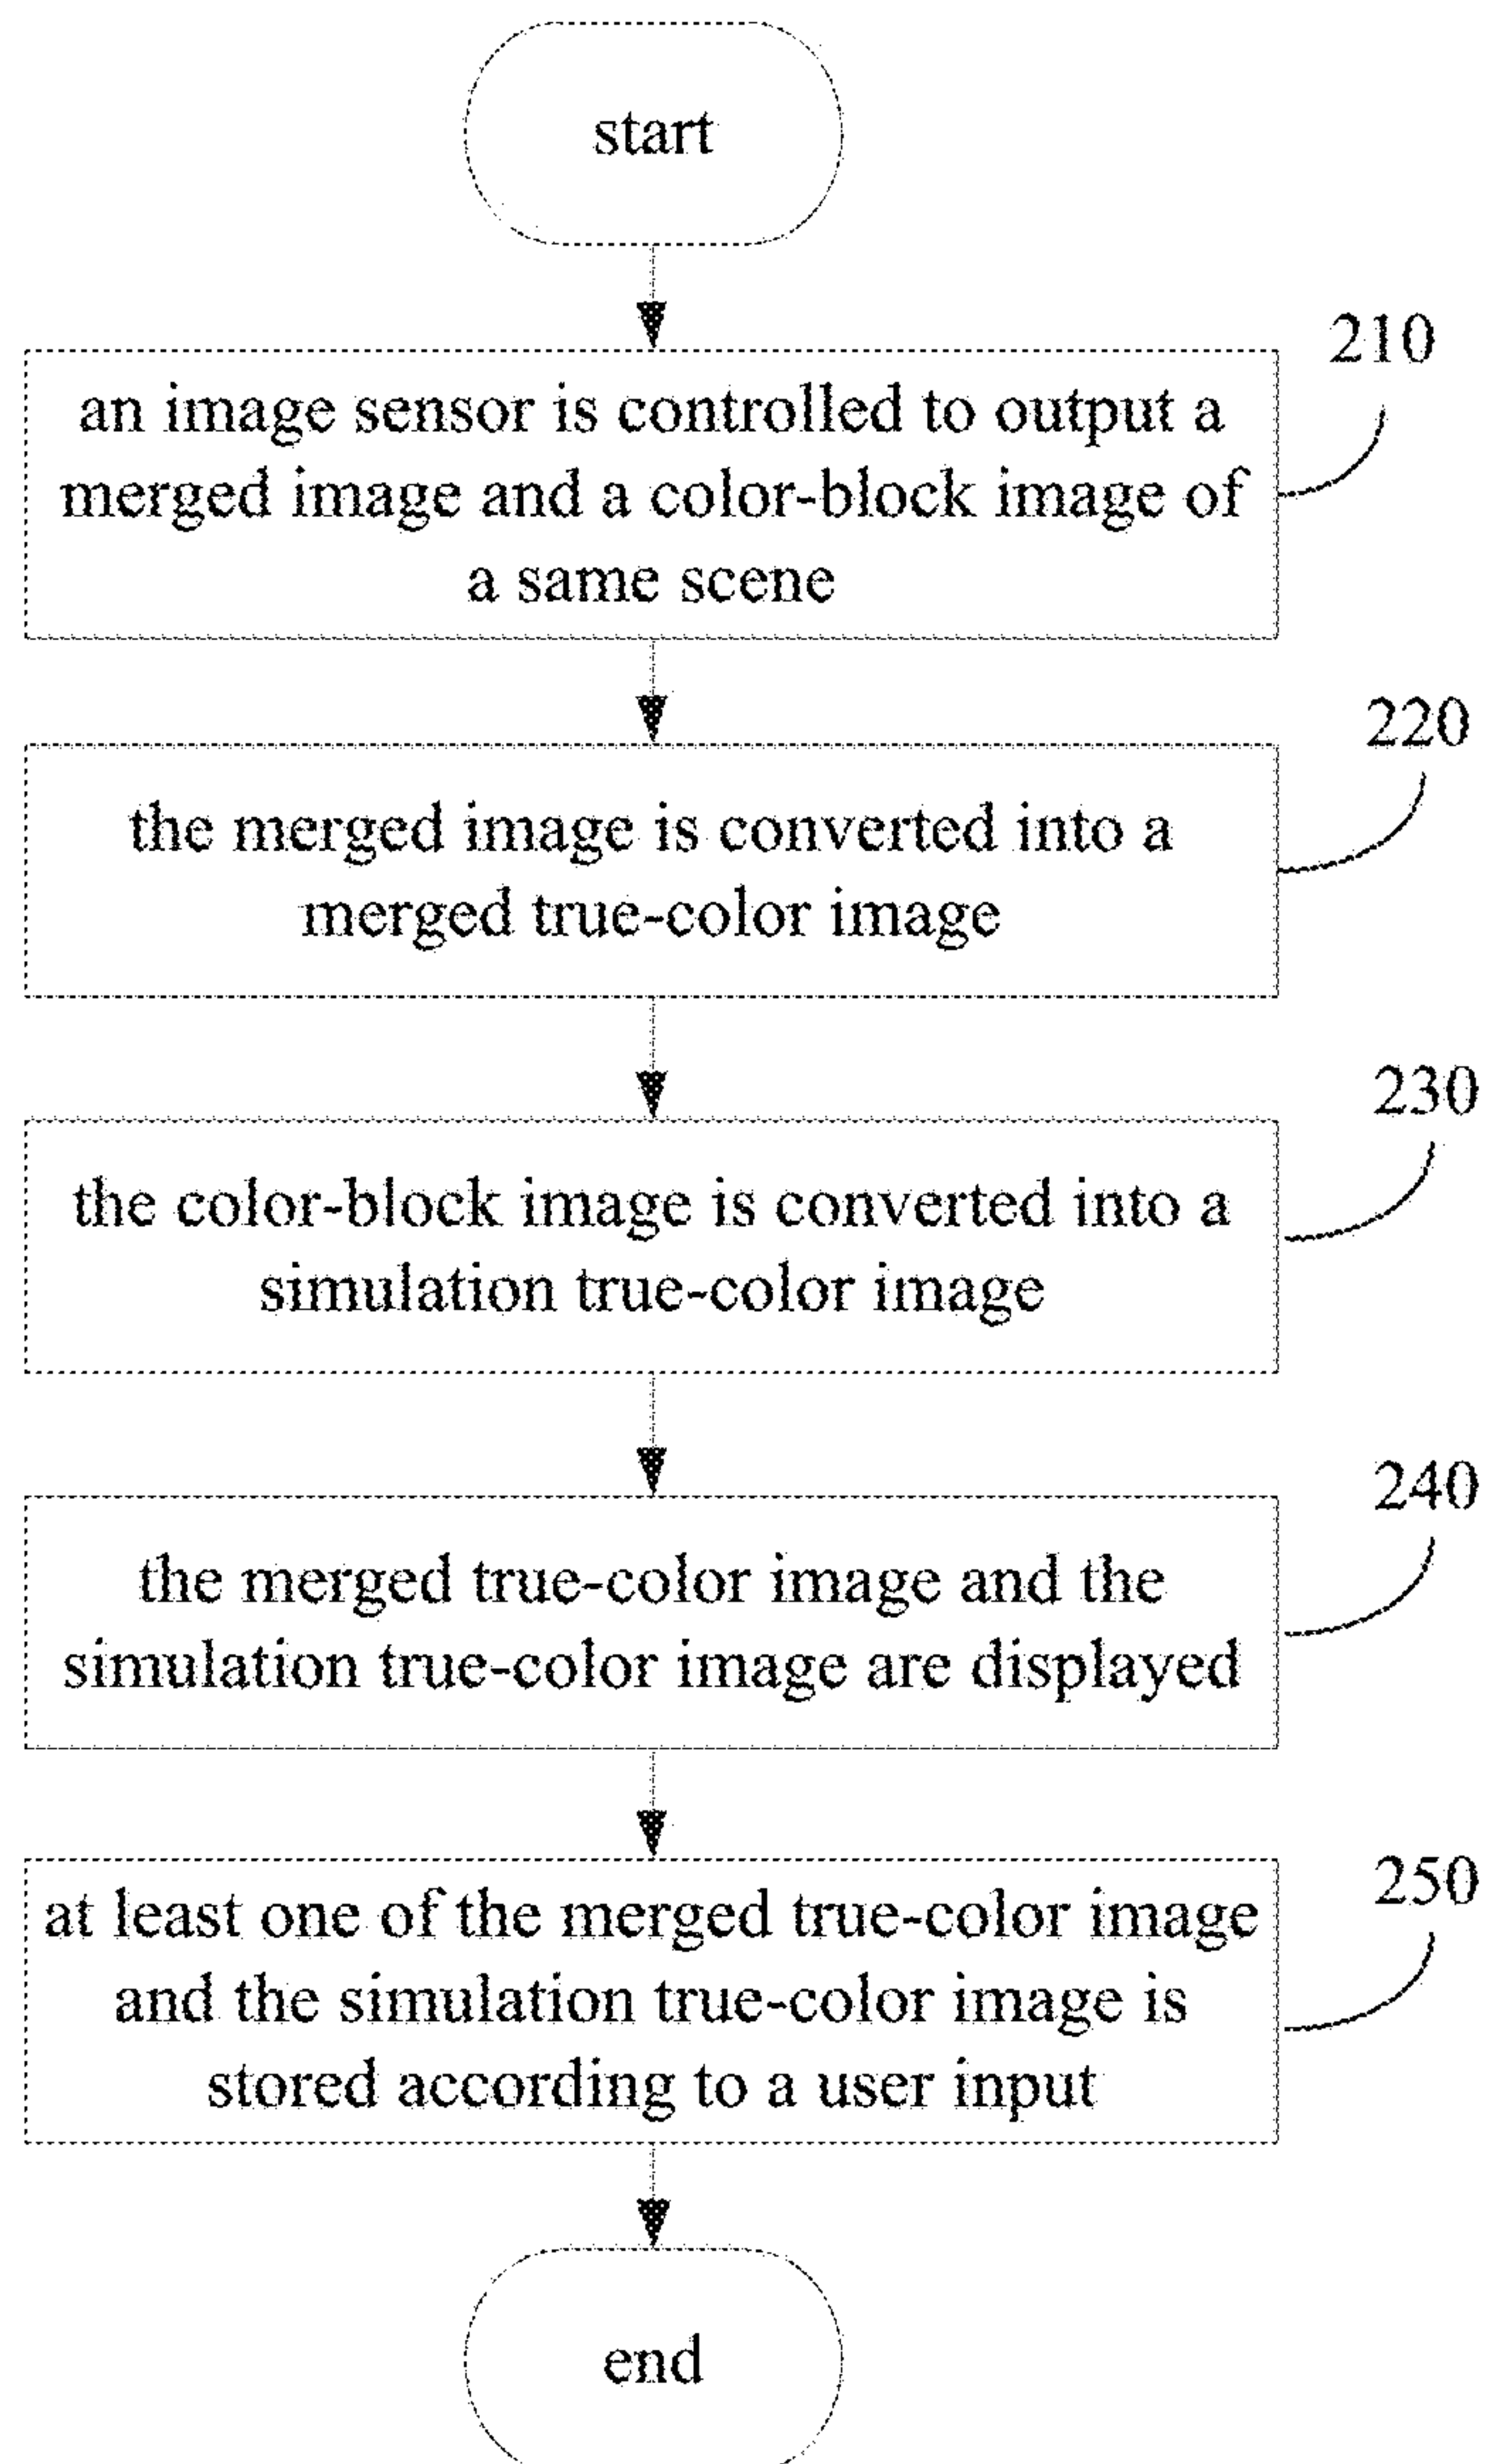 start
210
an image sensor is controlled to output a
merged image and a color-block image of
a same scene
220
the merged image is converted into a
merged true-color image
230
the color-block image is converted into a
simulation true-color image
240
the merged true-color image and the
simulation true-color image are displayed
250
at least one of the merged true-color image
and the simulation true-color image is
stored according to a user input
end